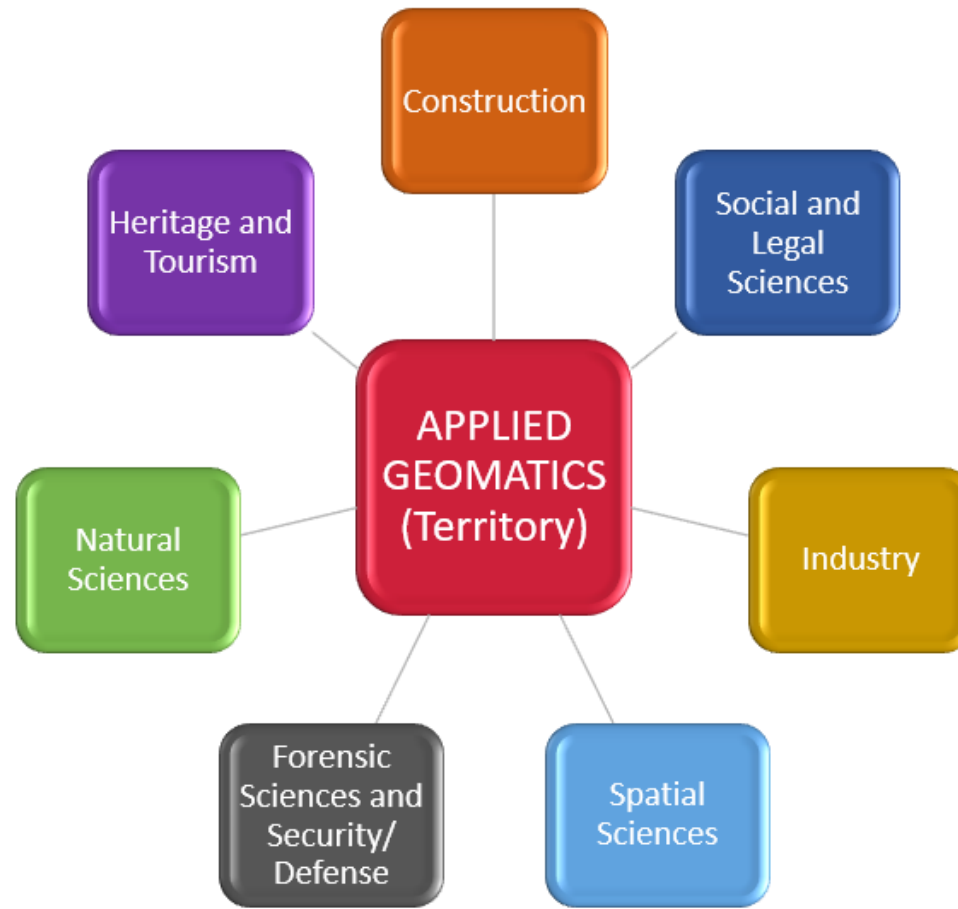 Construction
Heritage and
Tourism
Social and
Legal
Sciences
APPLIED
GEOMATICS
(Territory)
Natural
Sciences
Industry
Forensic
Sciences and
Security/
Defense
Spatial
Sciences